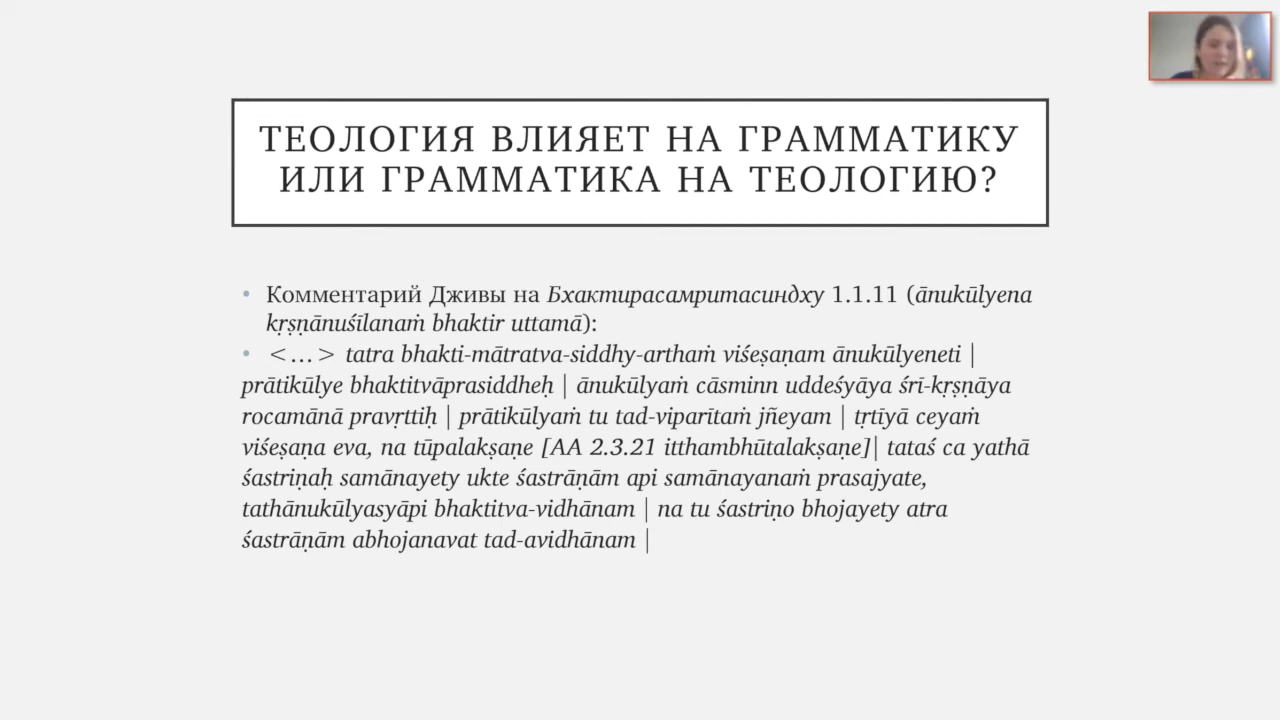 ТЕОЛОГИЯ ВЛИЯЕТ НА ГРАММАТИКУ
ИЛИ ГРАММАТИКА НА ТЕОЛОГИЮ?
• Комментарий Дживы на Бхактирасамритасиндху 1.1.11 (ānukūlyena
kṛṣṇānuśīlanaṁ bhaktir uttamā):
• <…> tatra bhakti-mātratva-siddhy-arthaṁ viśeṣaṇam ānukūlyeneti |
prātikūlye bhaktitvāprasiddheḥ | ānukūlyaṁ cāsminn uddeśyāya śrī-kṛṣṇāya
rocamānā pravṛttiḥ | prātikūlyaṁ tu tad-viparītaṁ jñeyam | tṛtīyā ceyaṁ
viśeṣaṇa eva, na tūpalakṣaṇe [AA 2.3.21 itthambhūtalakṣaṇe]| tataś ca yathā
śastriṇaḥ samānayety ukte śastrāṇām api samānayanaṁ prasajyate,
tathānukūlyasyāpi bhaktitva-vidhānam | na tu śastriṇo bhojayety atra
śastrāṇām abhojanavat tad-avidhānam |